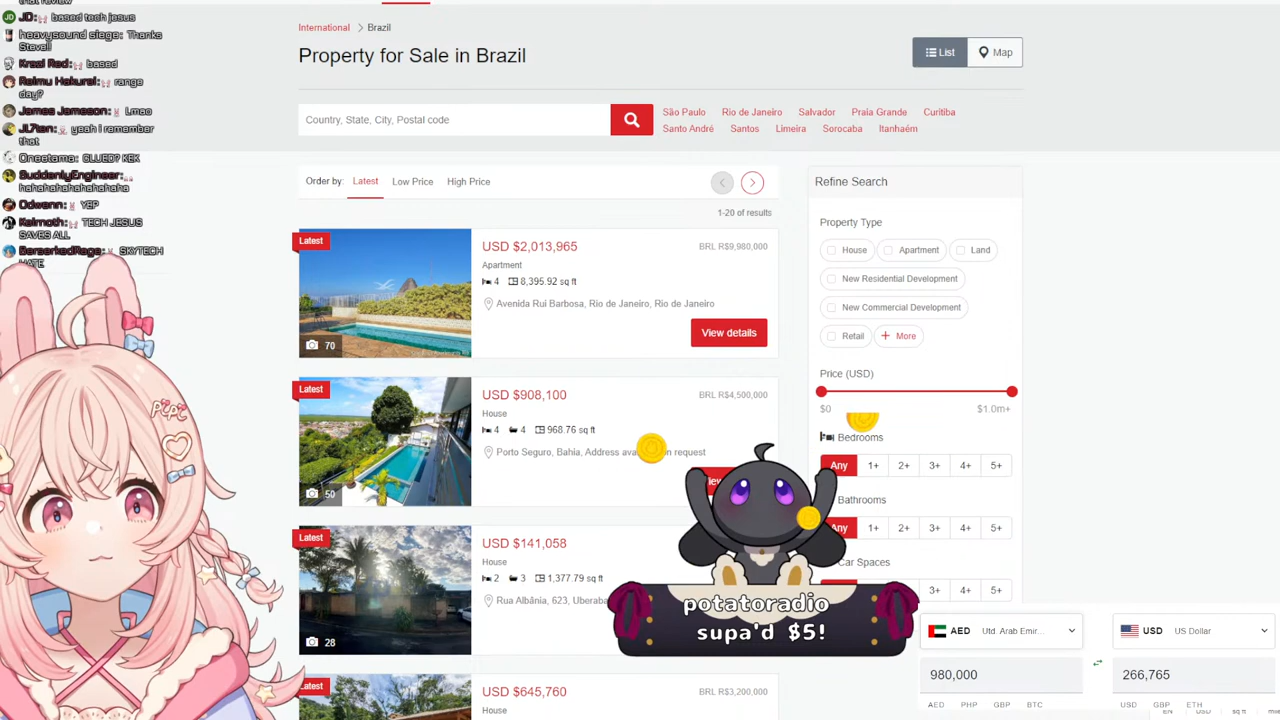 that review
JD: based tech jesus
heavysound siege: Thanks
Steve!!
Krazi Red: based
Reimu Hakurei: range
day?
James Jameson: Lmao
JL7ten: yeah i remember
that
Oneetama: CLUED? KEK
SuddenlyEngineer:
hahahahahahahaha
Odwenn: YEP
Kelmoth: TECH JESUS
SAVES ALL
BerserkedRage: SKYTECH
HATE
Pipi
International > Brazil
Property for Sale in Brazil
List
Map
Country, State, City, Postal code
São Paulo Rio de Janeiro Salvador Praia Grande Curitiba
Santo André Santos Limeira Sorocaba Itanhaém
Order by: Latest Low Price High Price
1-20 of results
Latest
USD $2,013,965
BRL R$9,980,000
Apartment
4 8,395.92 sq ft
Avenida Rui Barbosa, Rio de Janeiro, Rio de Janeiro
View details
70
Latest
USD $908,100
BRL R$4,500,000
House
4 4 968.76 sq ft
Porto Seguro, Bahia, Address request
50
Latest
USD $141,058
House
2 3 1,377.79 sq ft
Rua Albânia, 623, Uberaba
28
Latest
USD $645,760
BRL R$3,200,000
House
Refine Search
Property Type
House Apartment Land
New Residential Development
New Commercial Development
Retail + More
Price (USD)
$0 $1.0m+
Bedrooms
Any 1+ 2+ 3+ 4+ 5+
Bathrooms
Any 1+ 2+ 3+ 4+ 5+
Car Spaces
3+ 4+ 5+
potatoradio
supa'd $5!
AED Utd. Arab Emir...
USD US Dollar
980,000
266,765
AED PHP GBP BTC
USD GBP ETH